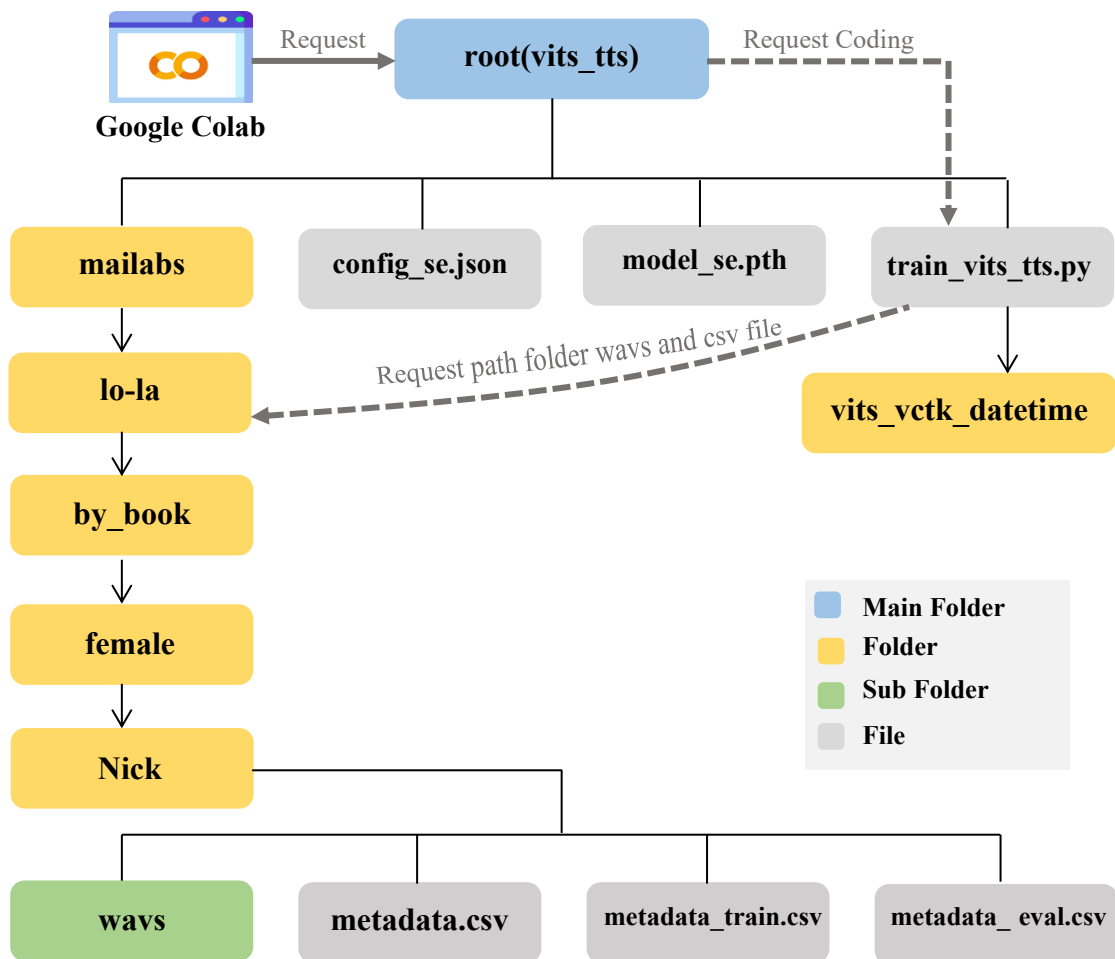 Request
root(vits_tts)
Request Coding
Google Colab
mailabs
config_se.json
model_se.pth
train_vits_tts.py
Request path folder wavs and csv file
lo-la
vits_vctk_datetime
by_book
female
Main Folder
Folder
Sub Folder
File
Nick
wavs
metadata.csv
metadata_train.csv
metadata_ eval.csv